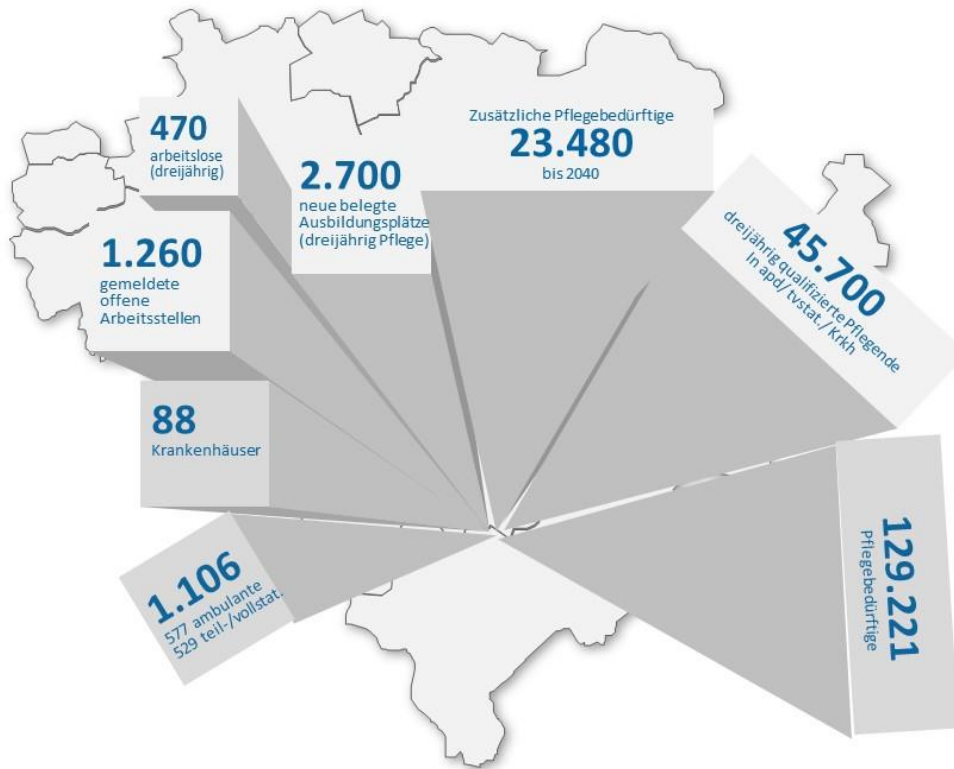 470
arbeitslose
(dreijährig)
2.700
neue belegte
Ausbildungsplätze
(dreijährig Pflege)
Zusätzliche Pflegebedürftige
23.480
bis 2040
45.700
dreijährig qualifizierte Pflegende
In apd/tvstat./Krkh
1.260
gemeldete
offene
Arbeitsstellen
88
Krankenhäuser
1.106
577 ambulante
529 teil-/vollstat.
129.221
Pflegebedürftige